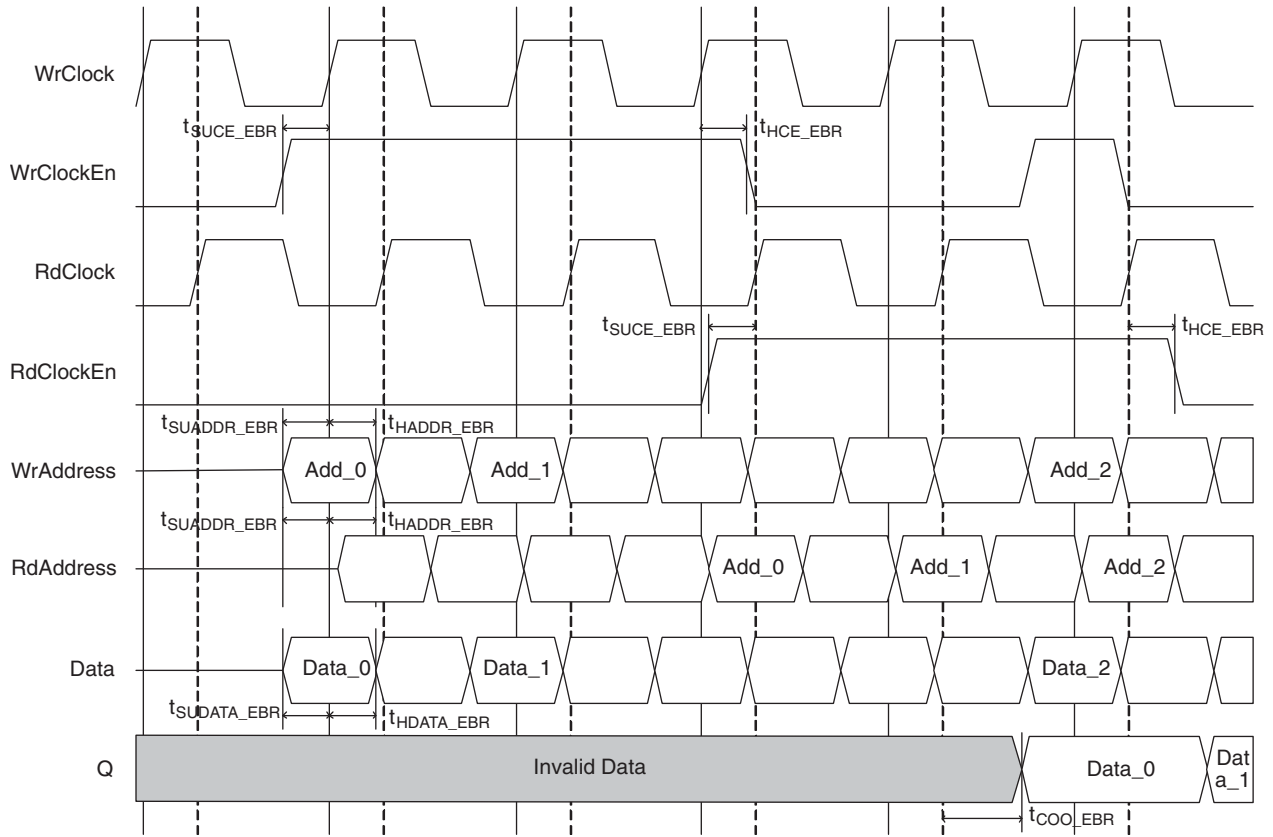 WrClock
tSUCE_EBR
tHCE_EBR
WrClockEn
RdClock
tSUCE_EBR
tHCE_EBR
RdClockEn
tSUADDR_EBR
tHADDR_EBR
WrAddress
Add_0
Add_1
Add_2
tSUADDR_EBR
tHADDR_EBR
RdAddress
Add_0
Add_1
Add_2
Data
Data_0
Data_1
Data_2
tSUDATA_EBR
tHDATA_EBR
Q
Invalid Data
Data_0
Dat
a_1
tCOO_EBR